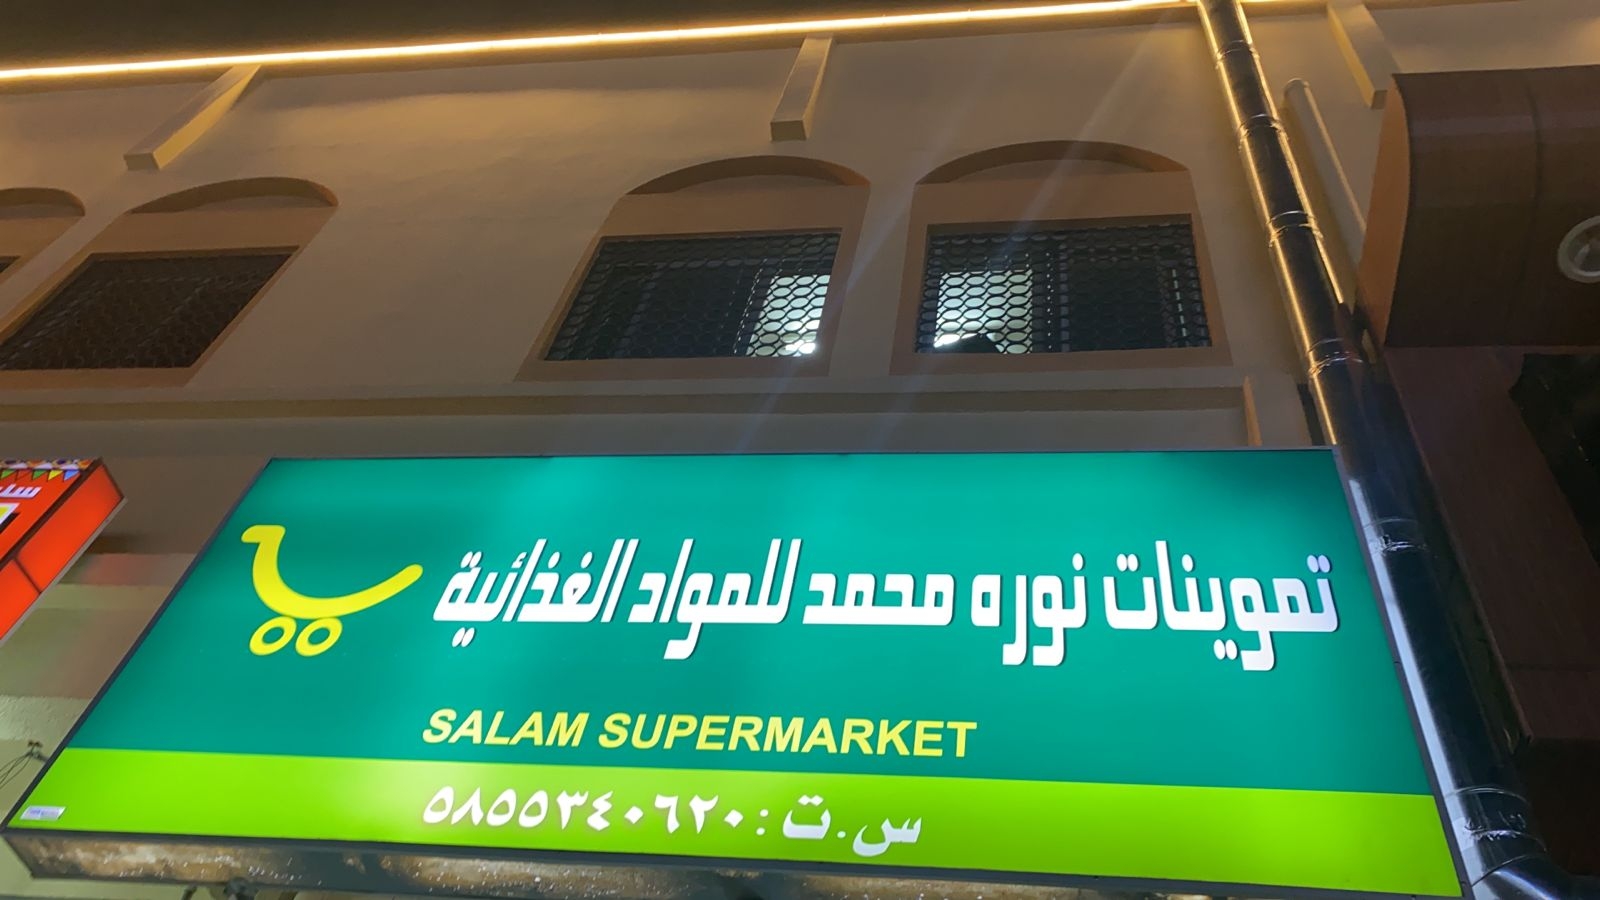 تموينات نوره محمد للمواد الغذائية
SALAM SUPERMARKET
س.ت: ٥٨٥٥٣٤٠٦٢٠